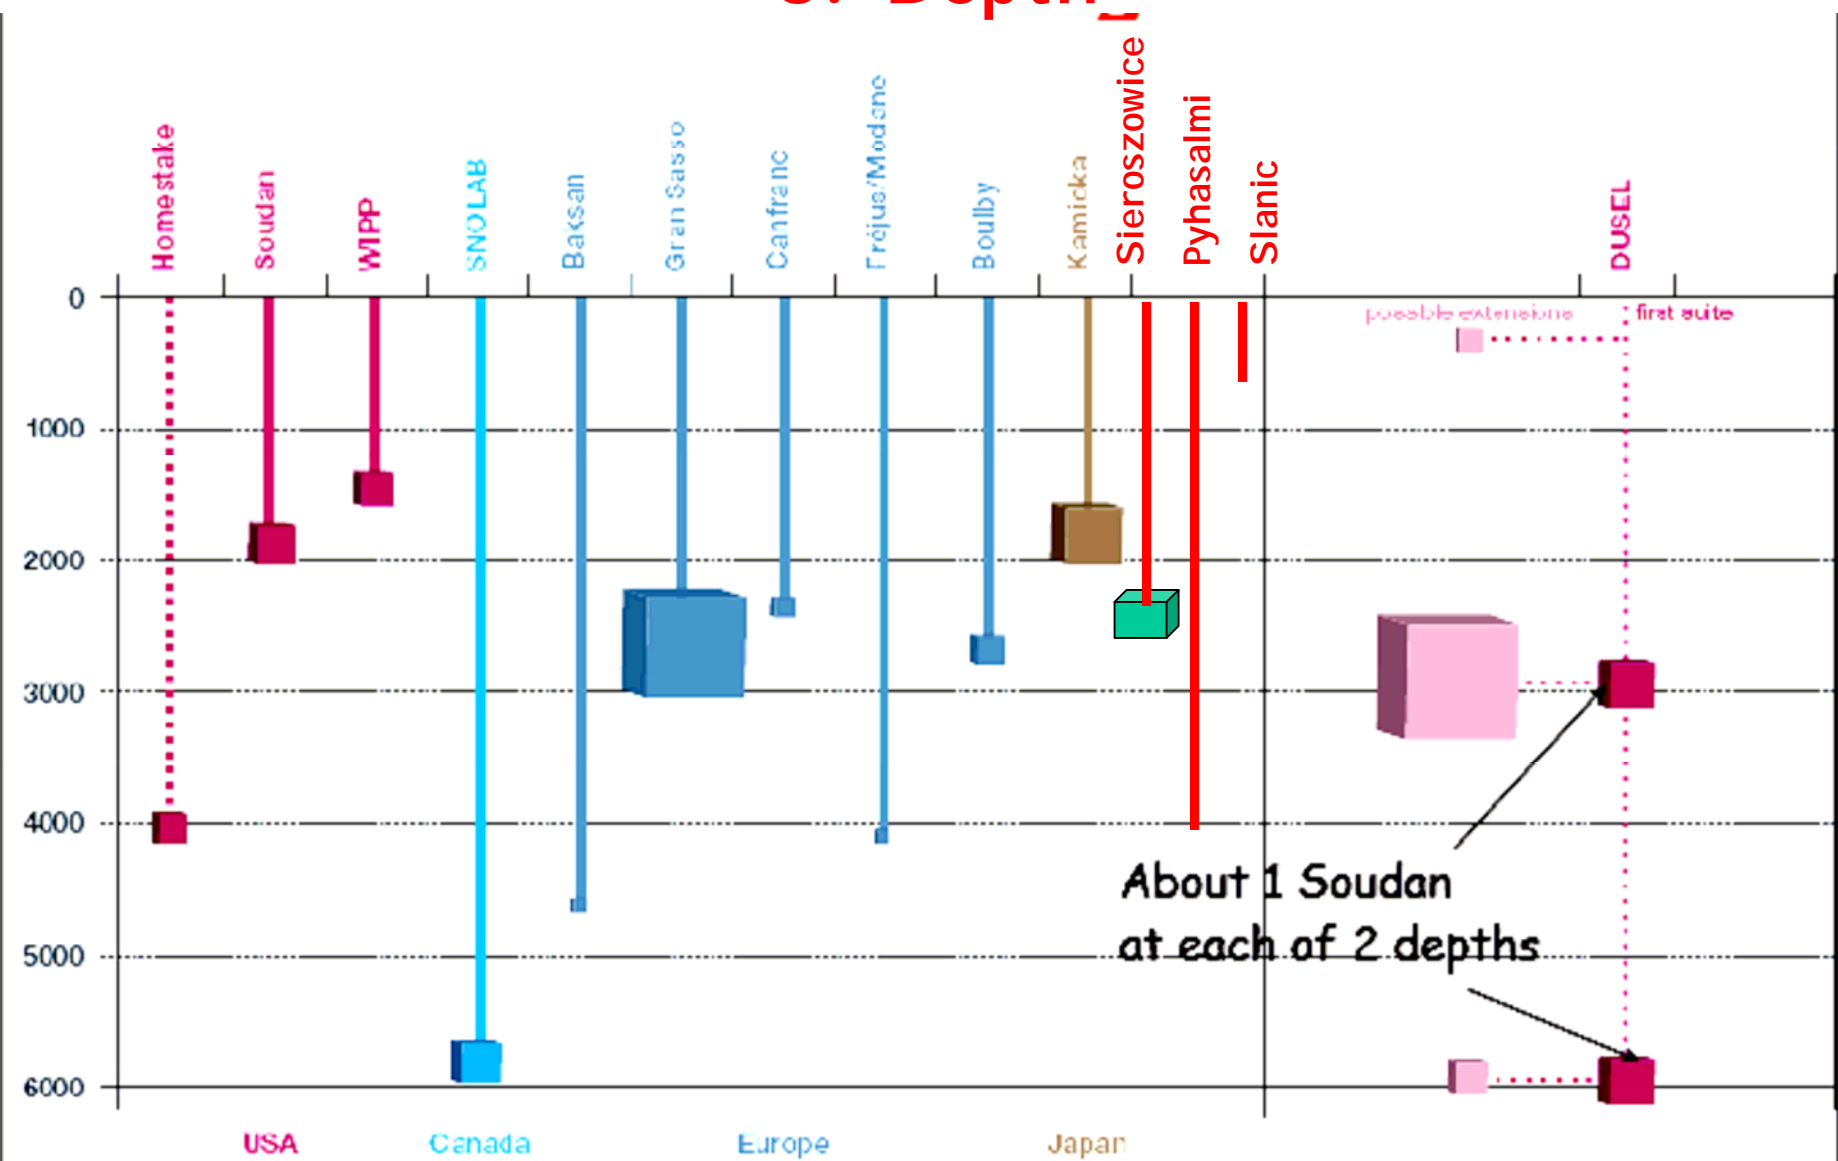 Homestake
Soudan
WIPP
SNOLAB
Baksan
Gran Sasso
Canfranc
Fréjus/Modane
Boulby
Kamioka
Sieroszowice
Pyhasalmi
Slanic
DUSEL
0
possible extensions
first suite
1000
2000
3000
4000
About 1 Soudan
at each of 2 depths
5000
6000
USA
Canada
Europe
Japan